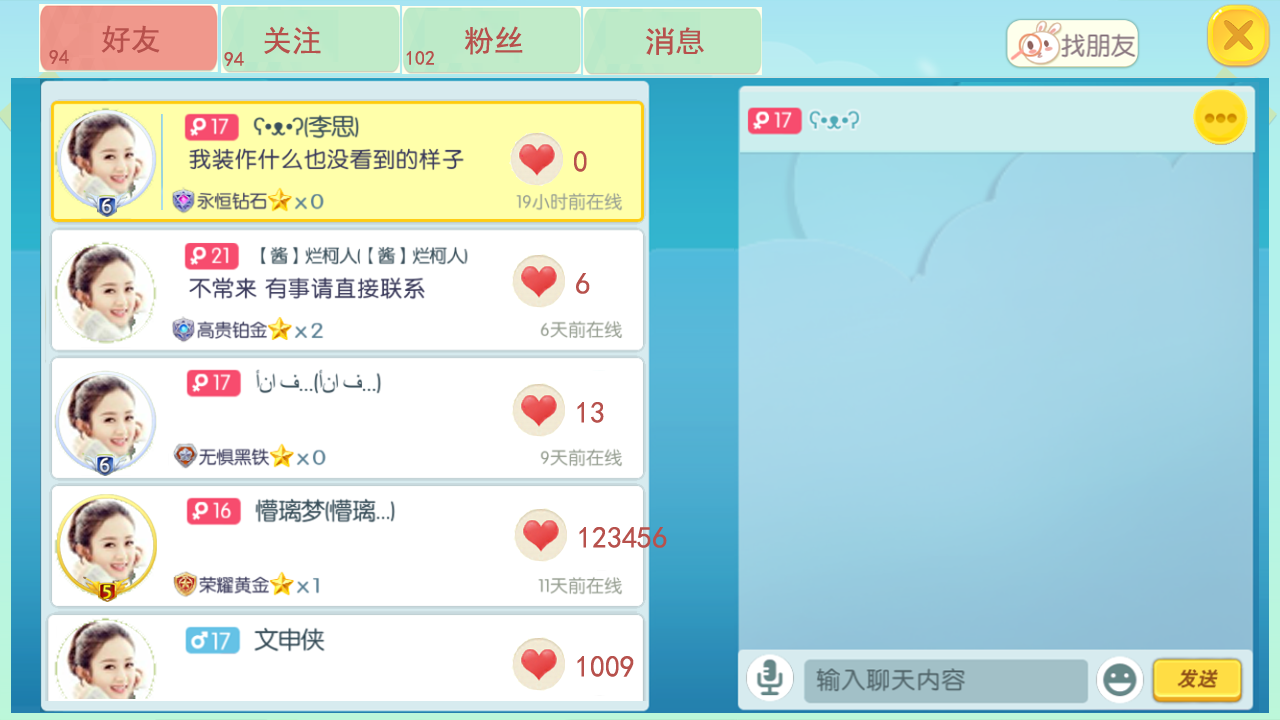 好友
94
关注
94
粉丝
102
消息
找朋友
17 ʕ•ᴥ•ʔ(李思)
我装作什么也没看到的样子
0
6
永恒钻石 x0
19小时前在线
21 【酱】烂柯人(【酱】烂柯人)
不常来 有事请直接联系
6
高贵铂金 x2
6天前在线
17 ف انأ...(ف انأ...)
13
6
无惧黑铁 x0
9天前在线
16 懵璃梦(懵璃...)
123456
5
荣耀黄金 x1
11天前在线
17 文申侠
1009
17 ʕ•ᴥ•ʔ
输入聊天内容
发送